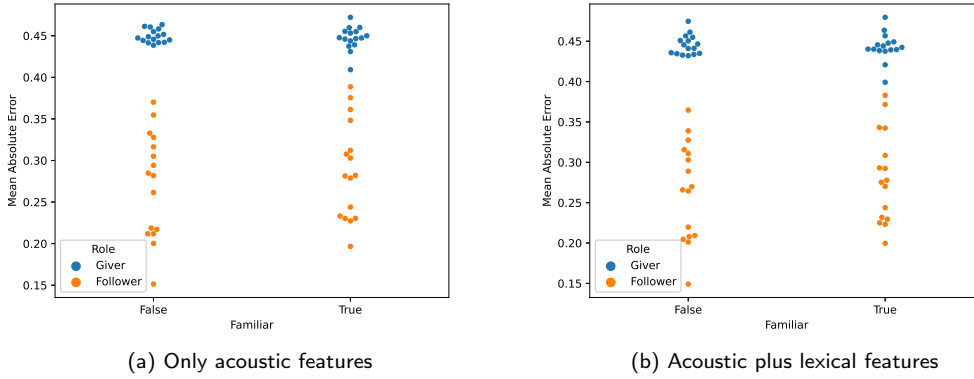 Mean Absolute Error
0.45
0.40
0.35
0.30
0.25
0.20
0.15
Role
Giver
Follower
False
True
Familiar
(a) Only acoustic features
Mean Absolute Error
0.45
0.40
0.35
0.30
0.25
0.20
0.15
Role
Giver
Follower
False
True
Familiar
(b) Acoustic plus lexical features